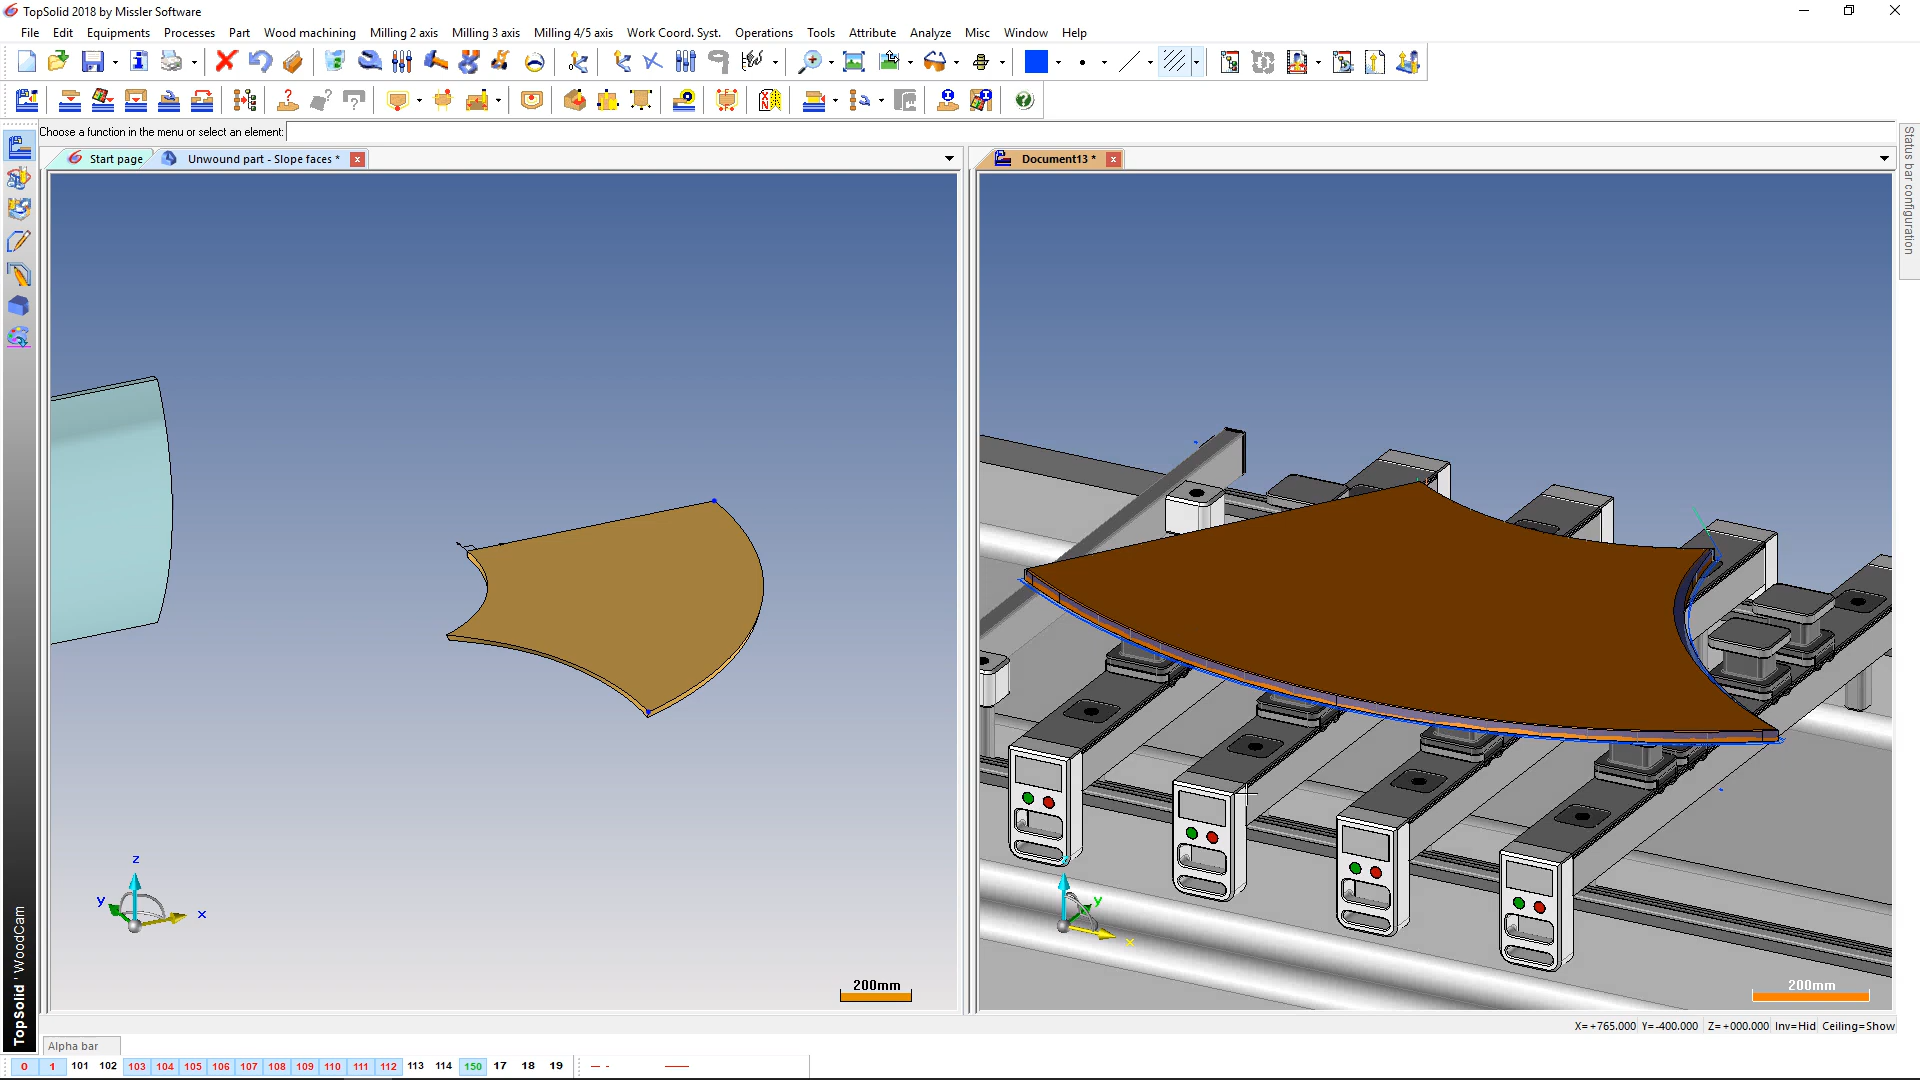 TopSolid 2018 by Missler Software
File Edit Equipments Processes Part Wood machining Milling 2 axis Milling 3 axis Milling 4/5 axis Work Coord. Syst. Operations Tools Attribute Analyze Misc Window Help
Choose a function in the menu or select an element:
Start page Unwound part - Slope faces * Document13 *
Status bar configuration
z
y
x
200mm
y
x
200mm
TopSolid ' WoodCam
X=+765.000 Y=-400.000 Z=+000.000 Inv=Hid Ceiling=Show
Alpha bar
0 1 101 102 103 104 105 106 107 108 109 110 111 112 113 114 150 17 18 19